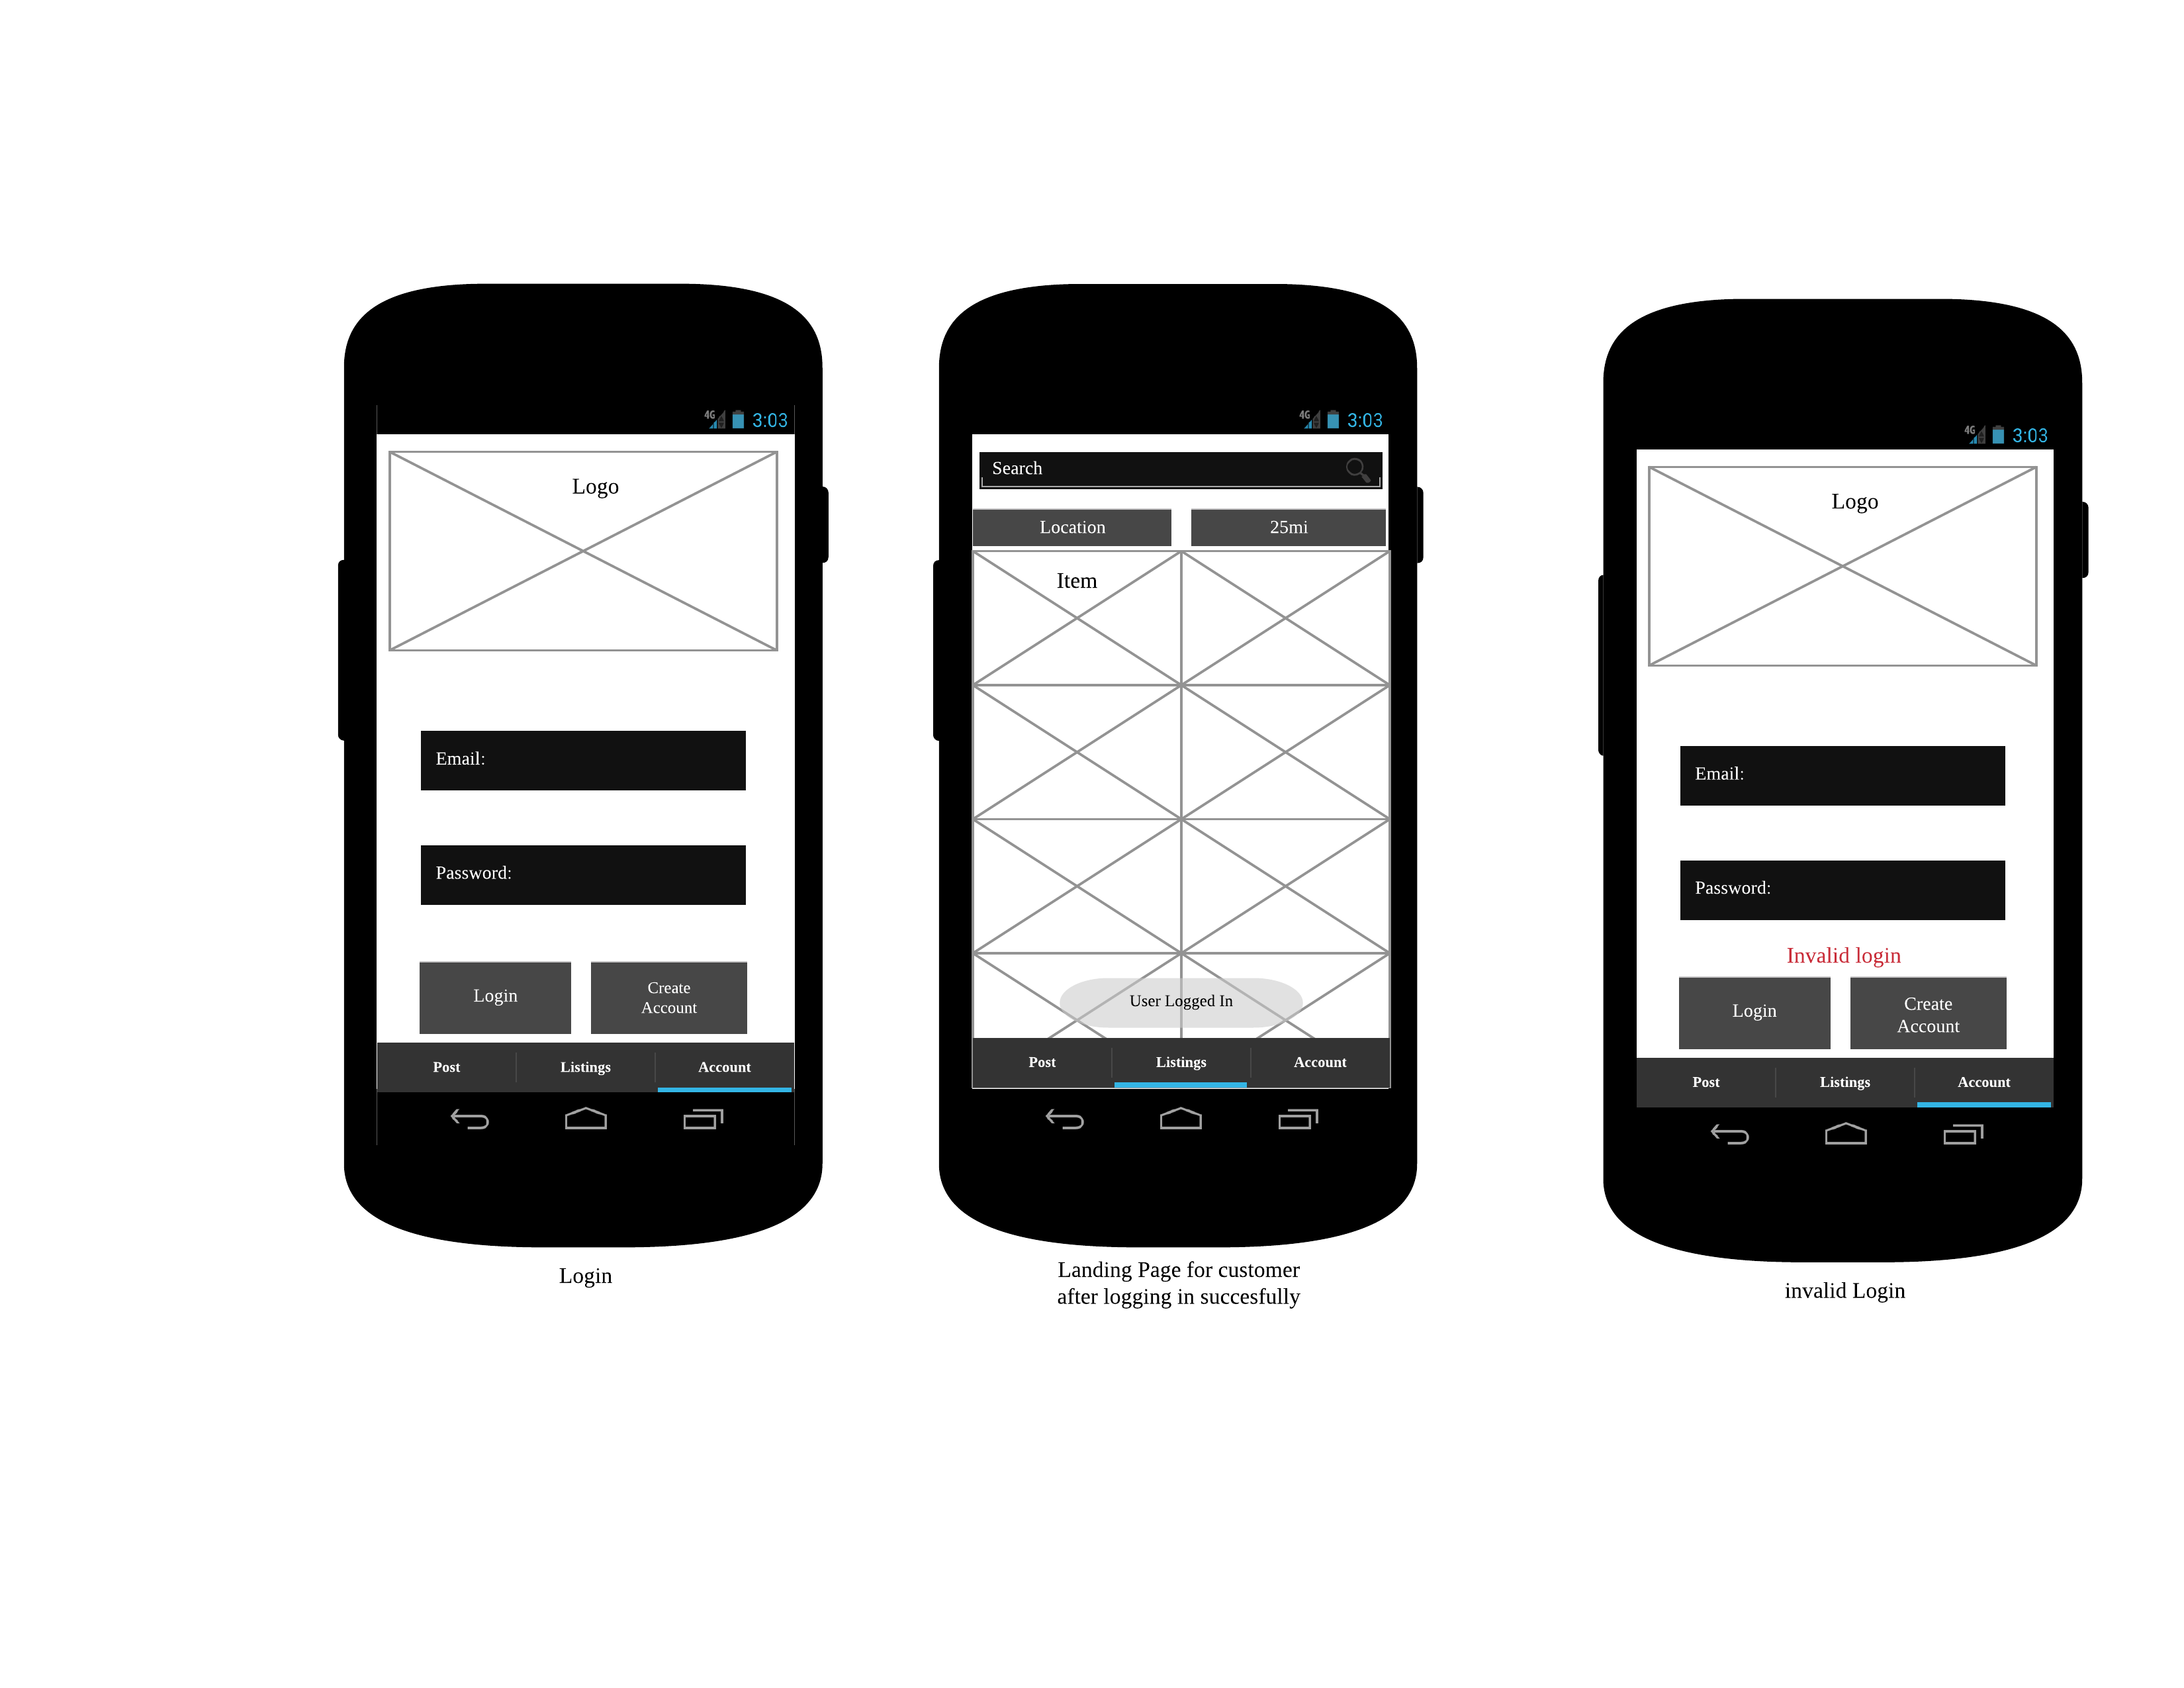 4G 3:03
Logo
Email:
Password:
Login
Create
Account
Post Listings Account
Login
4G 3:03
Search
Location 25mi
Item
User Logged In
Post Listings Account
Landing Page for customer
after logging in succesfully
4G 3:03
Logo
Email:
Password:
Invalid login
Login
Create
Account
Post Listings Account
invalid Login